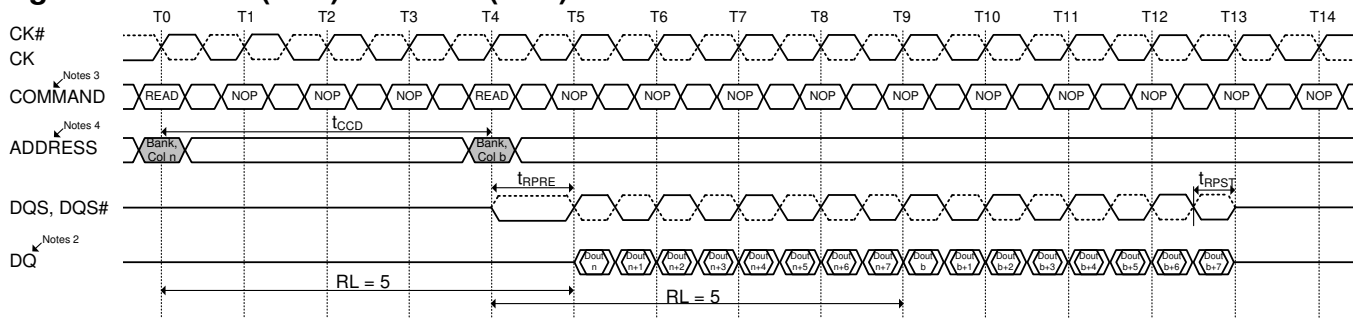 T0 T1 T2 T3 T4 T5 T6 T7 T8 T9 T10 T11 T12 T13 T14
CK#
CK
Notes 3
COMMAND READ NOP NOP NOP READ NOP NOP NOP NOP NOP NOP NOP NOP NOP NOP
Notes 4
tCCD
ADDRESS Bank, Col n Bank, Col b
tRPRE tRPST
DQS, DQS#
Notes 2
DQ Dout n Dout n+1 Dout n+2 Dout n+3 Dout n+4 Dout n+5 Dout n+6 Dout n+7 Dout b Dout b+1 Dout b+2 Dout b+3 Dout b+4 Dout b+5 Dout b+6 Dout b+7
RL = 5
RL = 5